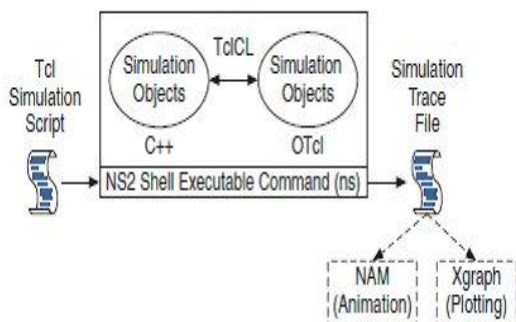 Tcl
Simulation
Script
TclCL
Simulation
Objects
Simulation
Objects
C++
OTcl
NS2 Shell Executable Command (ns)
Simulation
Trace
File
NAM
(Animation)
Xgraph
(Plotting)